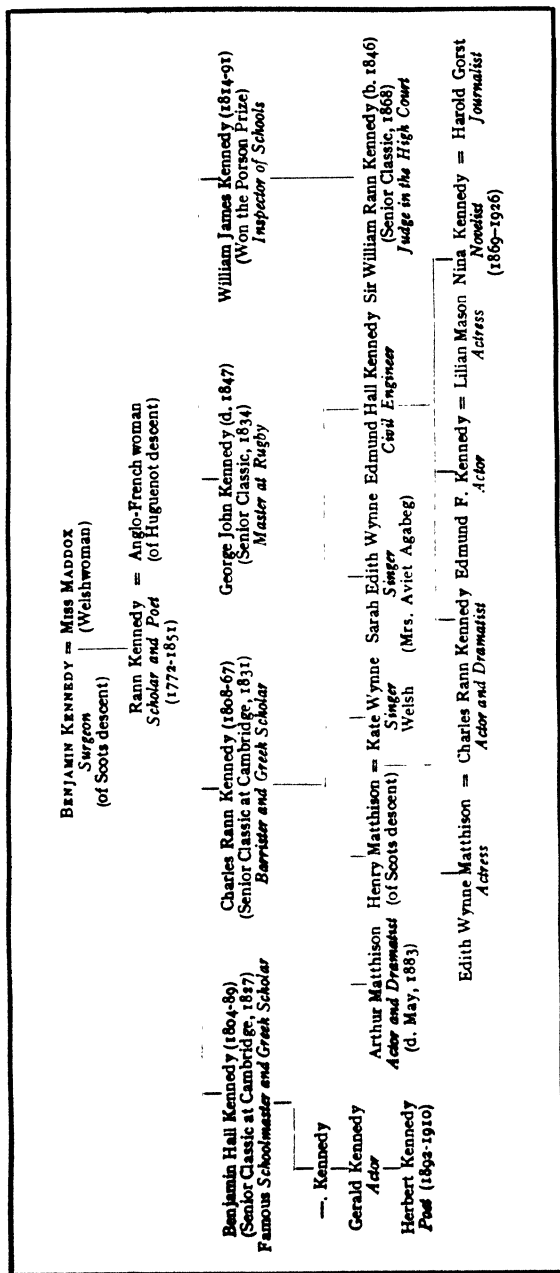 BENJAMIN KENNEDY = MISS MADDOX
Surgeon (Welshwoman)
(of Scots descent)
Rann Kennedy = Anglo-French woman
Scholar and Poet (of Huguenot descent)
(1772-1851)
Benjamin Hall Kennedy (1804-89)
(Senior Classic at Cambridge, 1827)
Famous Schoolmaster and Greek Scholar
Charles Rann Kennedy (1808-67)
(Senior Classic at Cambridge, 1831)
Barrister and Greek Scholar
George John Kennedy (d. 1847)
(Senior Classic, 1834)
Master at Rugby
William James Kennedy (1814-91)
(Won the Porson Prize)
Inspector of Schools
—. Kennedy
Gerald Kennedy
Actor
Herbert Kennedy
Poet (1892-1910)
Arthur Matthison
Actor and Dramatist
(d. May, 1883)
Henry Matthison = Kate Wynne
(of Scots descent) Singer
Welsh
Sarah Edith Wynne
Singer
(Mrs. Aviet Agabeg)
Edmund Hall Kennedy
Civil Engineer
Sir William Rann Kennedy (b. 1846)
(Senior Classic, 1868)
Judge in the High Court
Edith Wynne Matthison = Charles Rann Kennedy
Actress Actor and Dramatist
Edmund F. Kennedy = Lilian Mason
Actor Actress
Nina Kennedy = Harold Gorst
Novelist Journalist
(1869-1926)